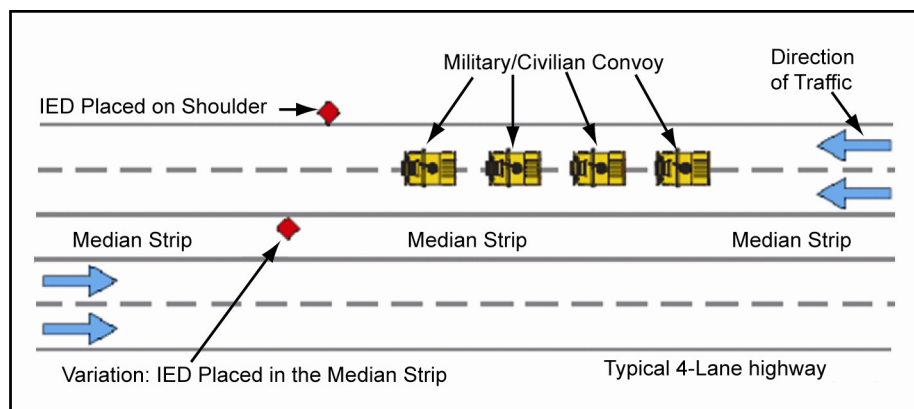 Military/Civilian Convoy
Direction
of Traffic
IED Placed on Shoulder
Median Strip
Median Strip
Median Strip
Variation: IED Placed in the Median Strip
Typical 4-Lane highway